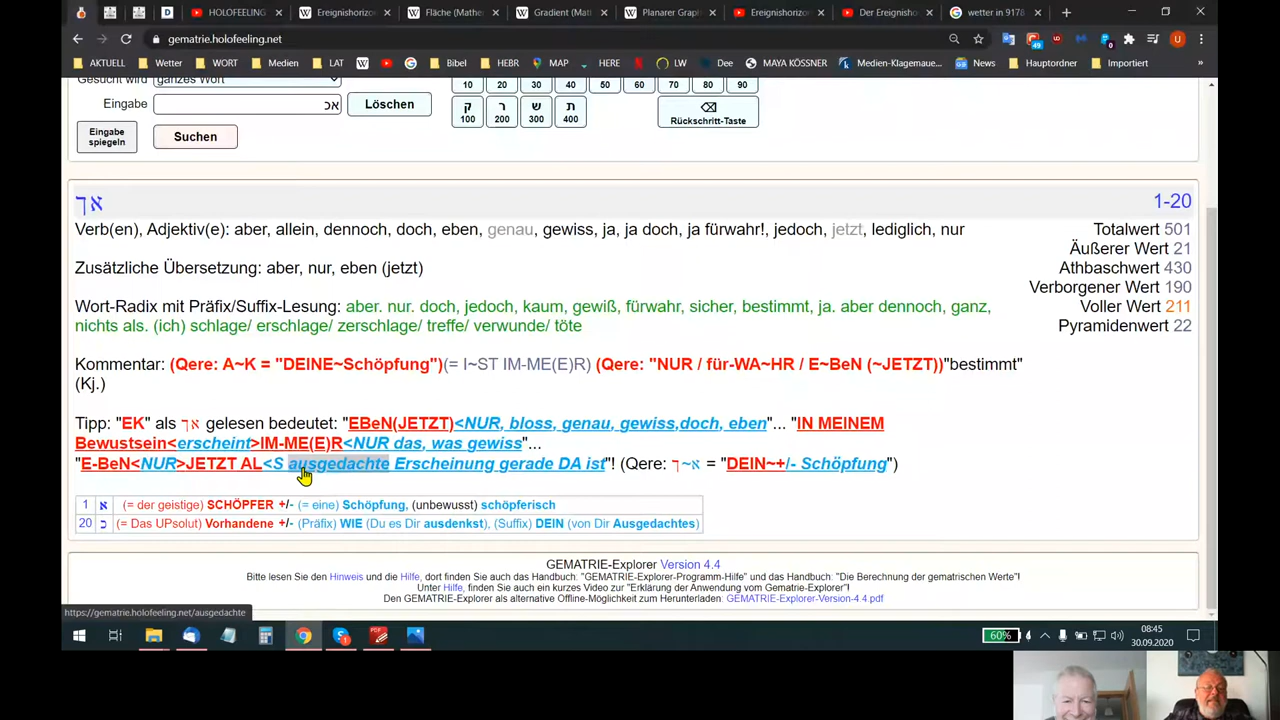 HOLOFEELING
Ereignishorizo
Fläche (Mathe
Gradient (Mat
Planarer Graph
Ereignishorizo
Der Ereignish
wetter in 9178
gematrie.holofeeling.net
49
0
U
AKTUELL Wetter WORT Medien LAT Bibel HEBR MAP HERE LW Dee MAYA KÖSSNER Medien-Klagemaue... News Hauptordner Importiert »
Gesucht wird ganzes Wort
10 20 30 40 50 60 70 80 90
Eingabe אכ Löschen
ק ר ש ת
100 200 300 400
Rückschritt-Taste
Eingabe
spiegeln
Suchen
אך 1-20
Verb(en), Adjektiv(e): aber, allein, dennoch, doch, eben, genau, gewiss, ja, ja doch, ja fürwahr!, jedoch, jetzt, lediglich, nur
Totalwert 501
Äußerer Wert 21
Zusätzliche Übersetzung: aber, nur, eben (jetzt)
Athbaschwert 430
Verborgener Wert 190
Wort-Radix mit Präfix/Suffix-Lesung: aber. nur. doch, jedoch, kaum, gewiß, fürwahr, sicher, bestimmt, ja. aber dennoch, ganz,
Voller Wert 211
nichts als. (ich) schlage/ erschlage/ zerschlage/ treffe/ verwunde/ töte
Pyramidenwert 22
Kommentar: (Qere: A~K = "DEINE~Schöpfung")(= I~ST IM-ME(E)R) (Qere: "NUR / für-WA~HR / E~BeN (~JETZT))"bestimmt"
(Kj.)
Tipp: "EK" als אך gelesen bedeutet: "EBeN(JETZT)<NUR, bloss, genau, gewiss,doch, eben"... "IN MEINEM
Bewustsein<erscheint>IM-ME(E)R<NUR das, was gewiss"...
"E-BeN<NUR>JETZT AL<S ausgedachte Erscheinung gerade DA ist"! (Qere: א~ך = "DEIN~+/- Schöpfung")
1 א (= der geistige) SCHÖPFER +/- (= eine) Schöpfung, (unbewusst) schöpferisch
20 כ (= Das UPsolut) Vorhandene +/- (Präfix) WIE (Du es Dir ausdenkst), (Suffix) DEIN (von Dir Ausgedachtes)
GEMATRIE-Explorer Version 4.4
Bitte lesen Sie den Hinweis und die Hilfe, dort finden Sie auch das Handbuch: "GEMATRIE-Explorer-Programm-Hilfe" und das Handbuch: "Die Berechnung der gematrischen Werte"!
Unter Hilfe, finden Sie auch ein kurzes Video zur "Erklärung der Anwendung vom Gematrie-Explorer"!
Den GEMATRIE-Explorer als alternative Offline-Möglichkeit zum Herunterladen: GEMATRIE-Explorer-Version-4.4.pdf
https://gematrie.holofeeling.net/ausgedachte
60%
08:45
30.09.2020